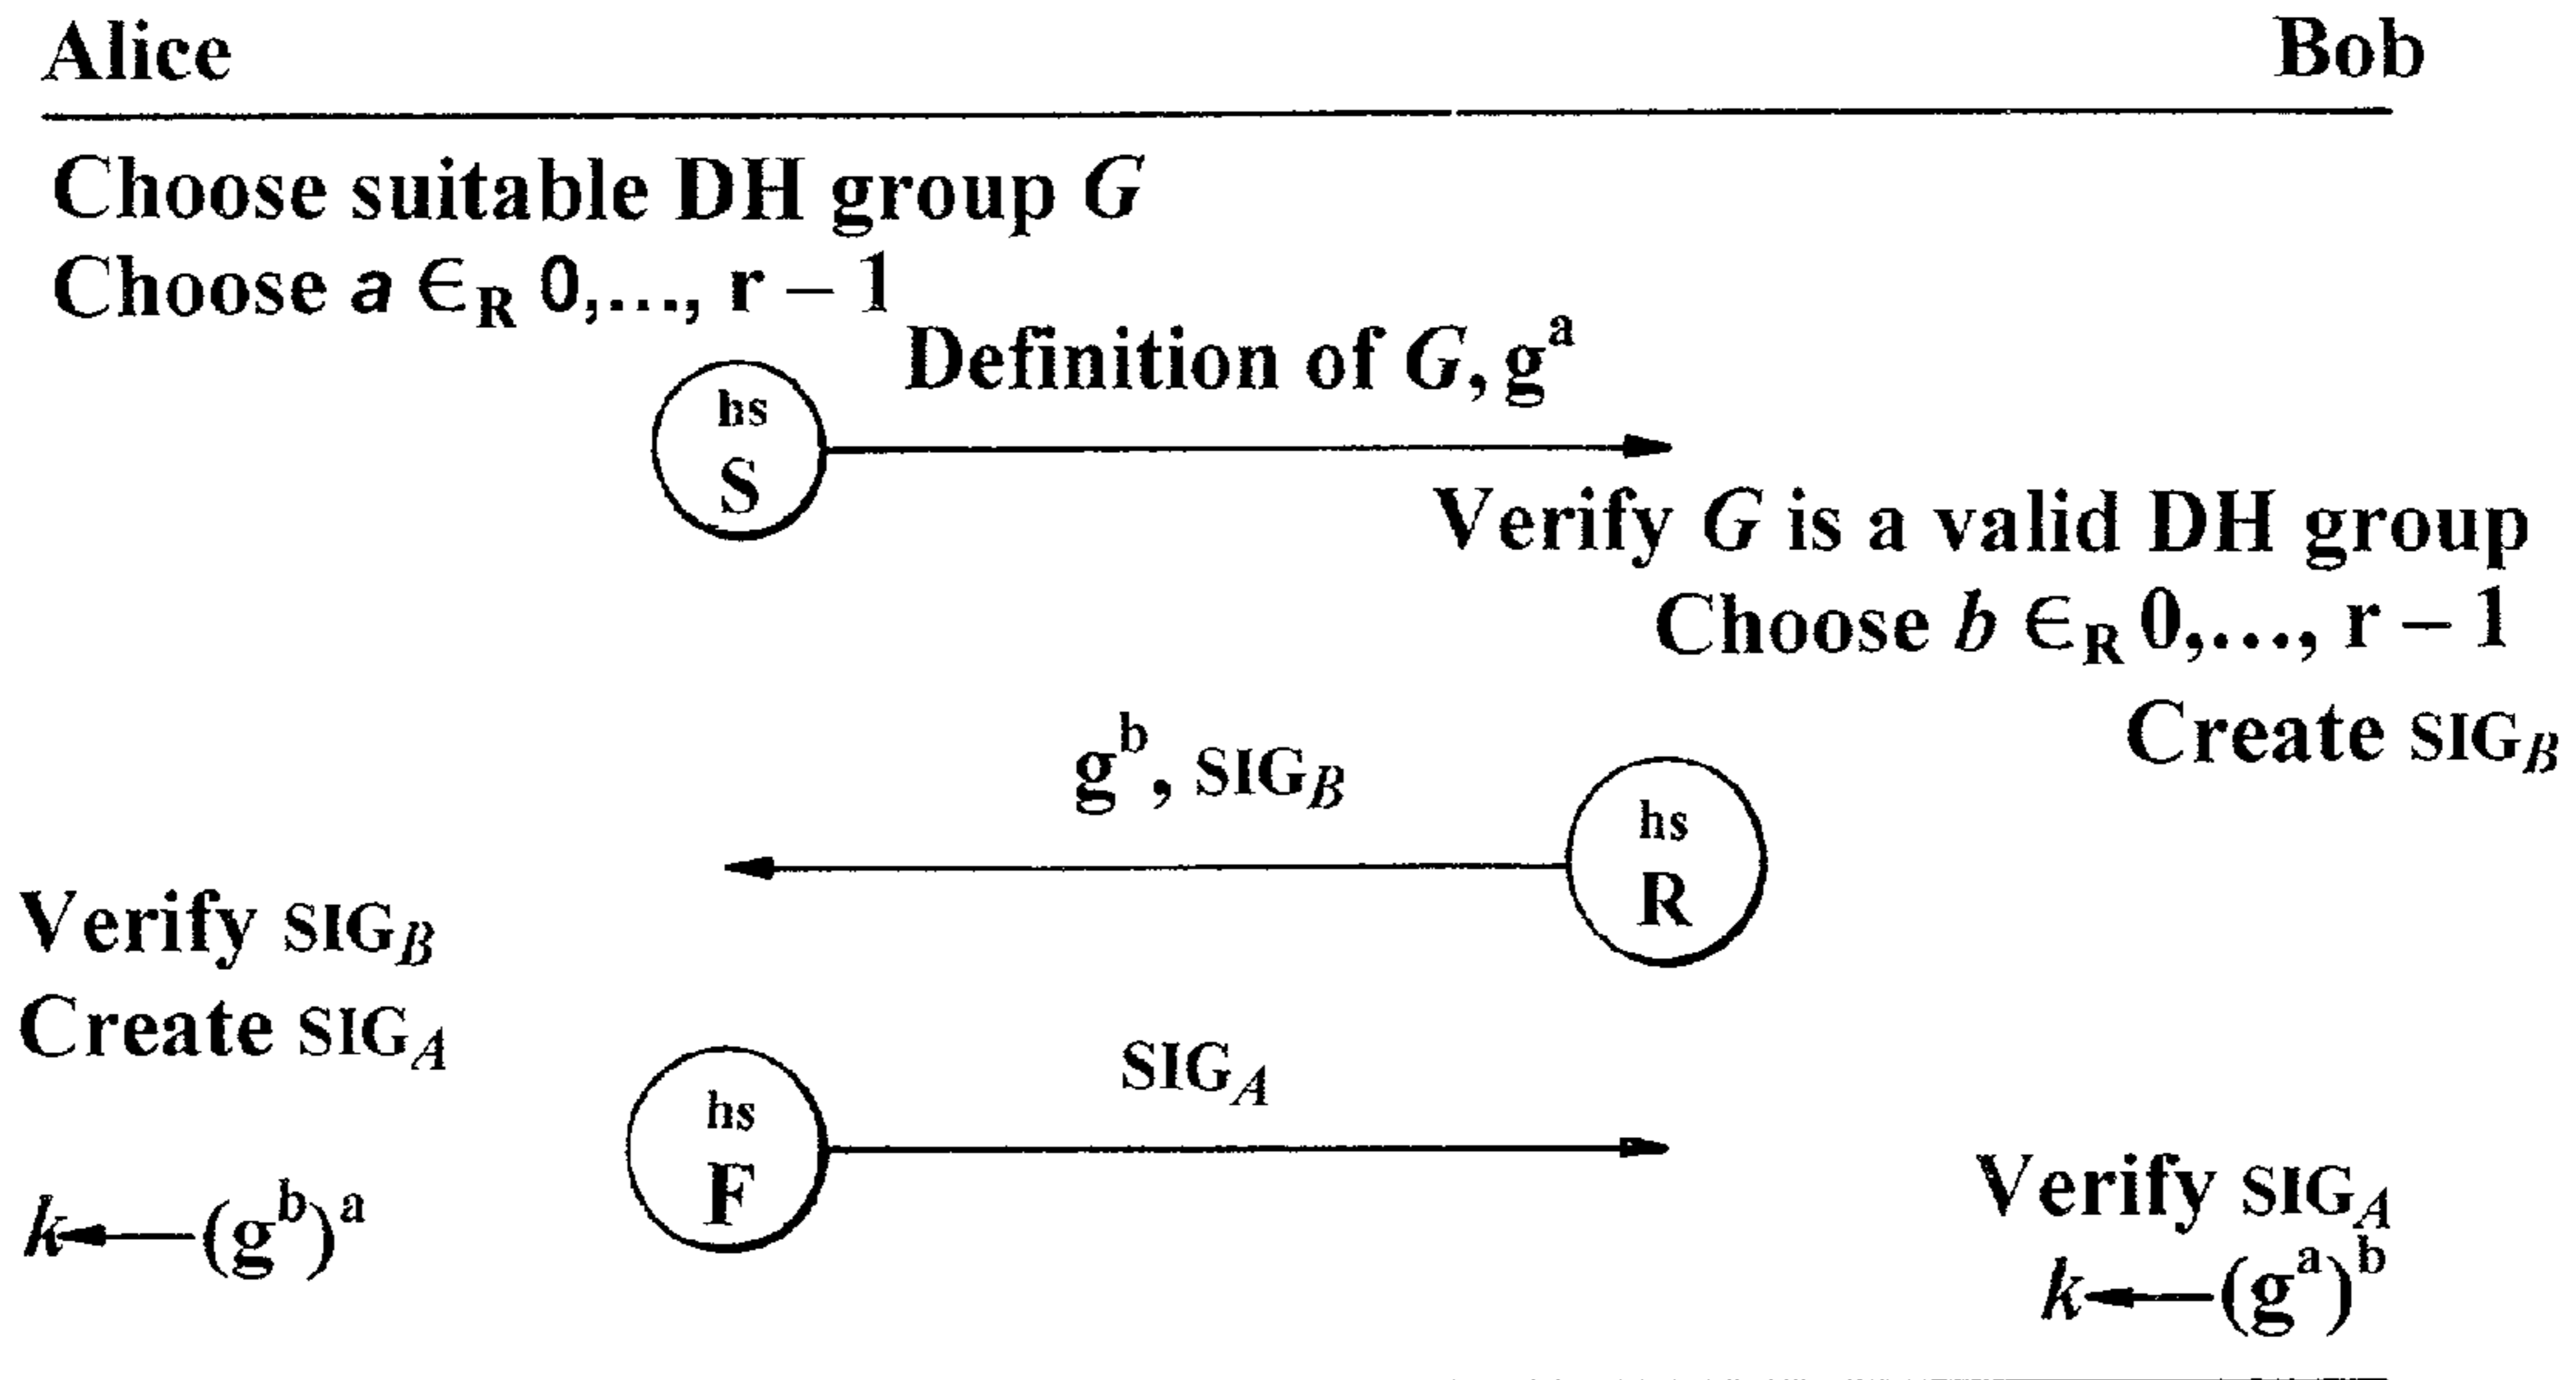 Alice Bob
Choose suitable DH group G
Choose a ∈R 0,..., r – 1
Definition of G, g^a
hs
S
Verify G is a valid DH group
Choose b ∈R 0,..., r – 1
Create SIG_B
g^b, SIG_B
hs
R
Verify SIG_B
Create SIG_A
SIG_A
hs
F
Verify SIG_A
k ← (g^b)^a
k ← (g^a)^b